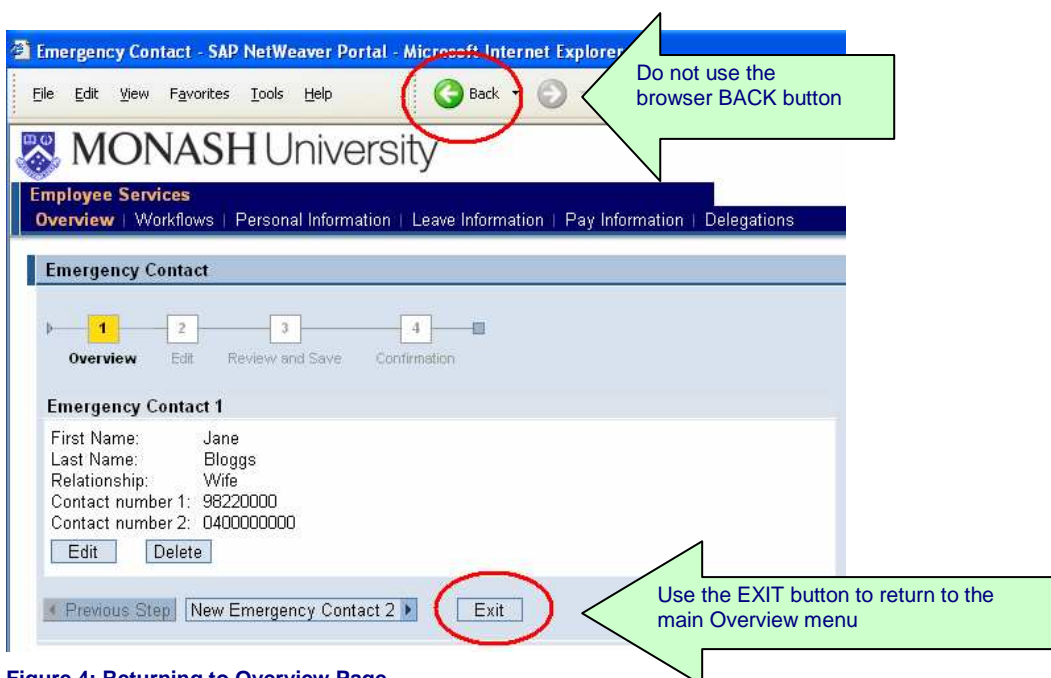 Emergency Contact - SAP NetWeaver Portal - Microsoft Internet Explorer
File Edit View Favorites Tools Help Back
Do not use the
browser BACK button
MONASH University
Employee Services
Overview | Workflows | Personal Information | Leave Information | Pay Information | Delegations
Emergency Contact
1 2 3 4
Overview Edit Review and Save Confirmation
Emergency Contact 1
First Name: Jane
Last Name: Bloggs
Relationship: Wife
Contact number 1: 98220000
Contact number 2: 0400000000
Edit Delete
Previous Step New Emergency Contact 2 Exit
Use the EXIT button to return to the
main Overview menu
Figure 4: Returning to Overview Page